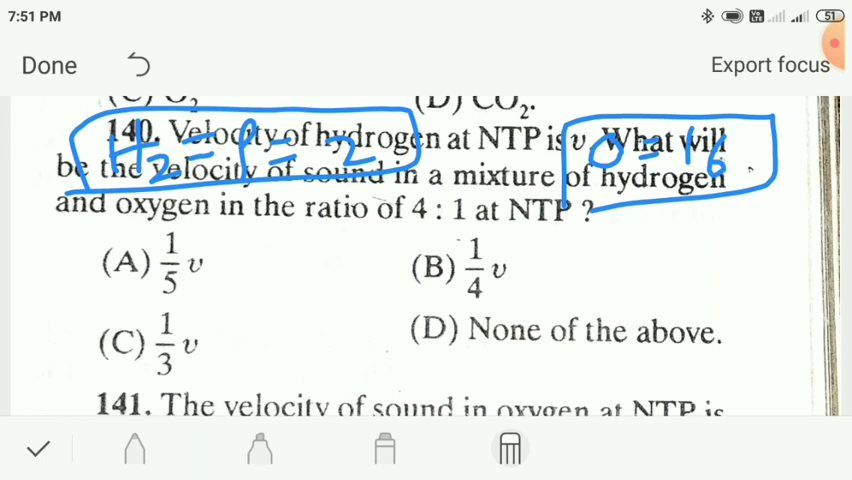 7:51 PM
51
Done
Export focus
(C) O2 (D) CO2.
140. Velocity of hydrogen at NTP is v. What will
be the velocity of sound in a mixture of hydrogen
and oxygen in the ratio of 4 : 1 at NTP ?
H2 = ρ = 2
O = 16
(A) 1/5 v (B) 1/4 v
(C) 1/3 v (D) None of the above.
141. The velocity of sound in oxygen at NTP is